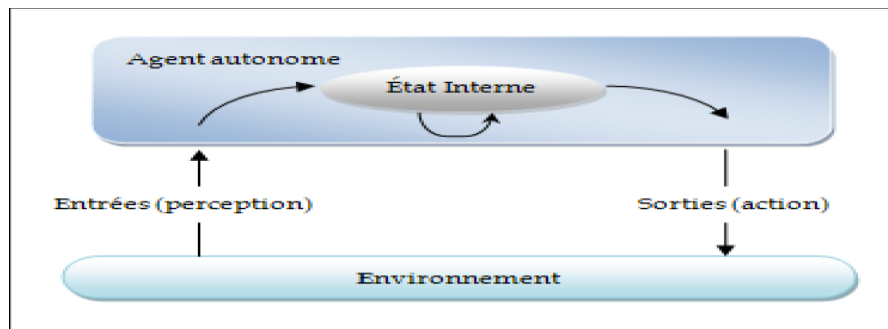 Agent autonome
État Interne
Entrées (perception)
Sorties (action)
Environnement